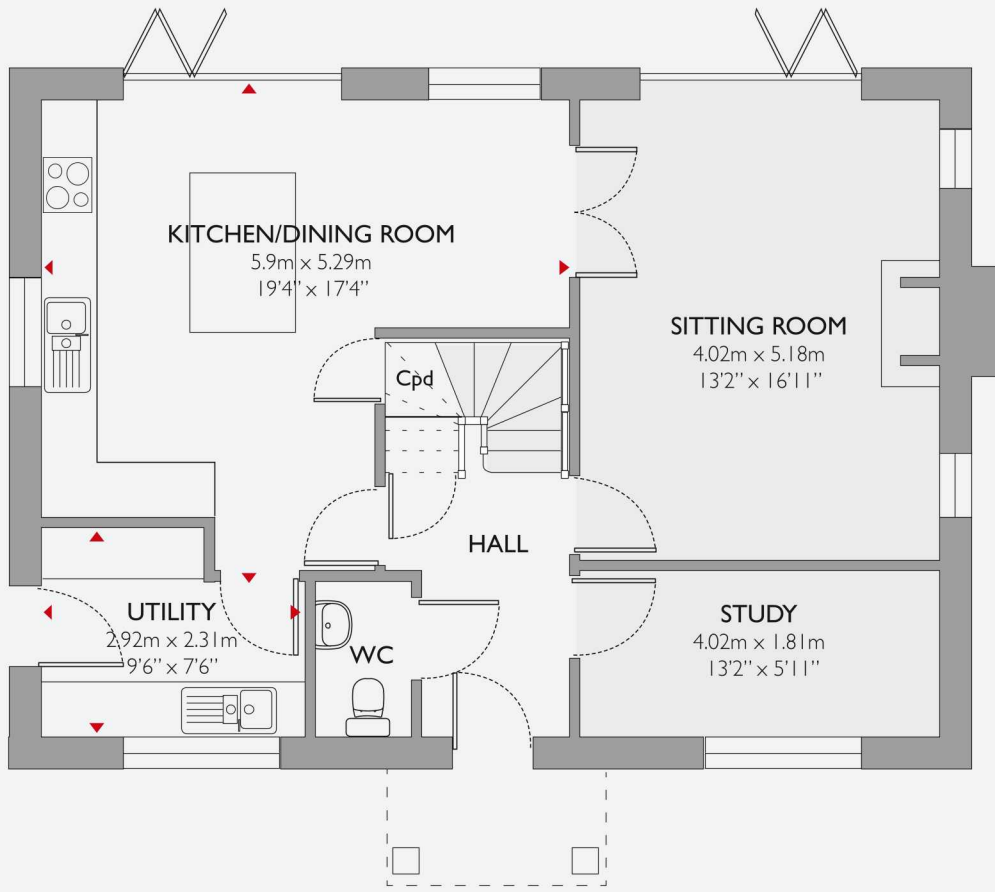 KITCHEN/DINING ROOM
5.9m x 5.29m
19'4" x 17'4"
SITTING ROOM
4.02m x 5.18m
13'2" x 16'11"
Cpd
HALL
UTILITY
2.92m x 2.31m
9'6" x 7'6"
WC
STUDY
4.02m x 1.81m
13'2" x 5'11"